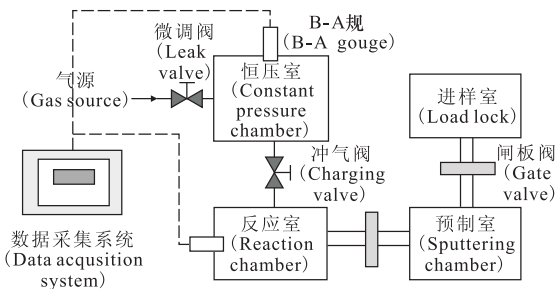 微调阀
(Leak
valve)
B-A规
(B-A gouge)
气源
(Gas source)
恒压室
(Constant
pressure
chamber)
进样室
(Load lock)
冲气阀
(Charging
valve)
闸板阀
(Gate
valve)
数据采集系统
(Data acqusition
system)
反应室
(Reaction
chamber)
预制室
(Sputtering
chamber)